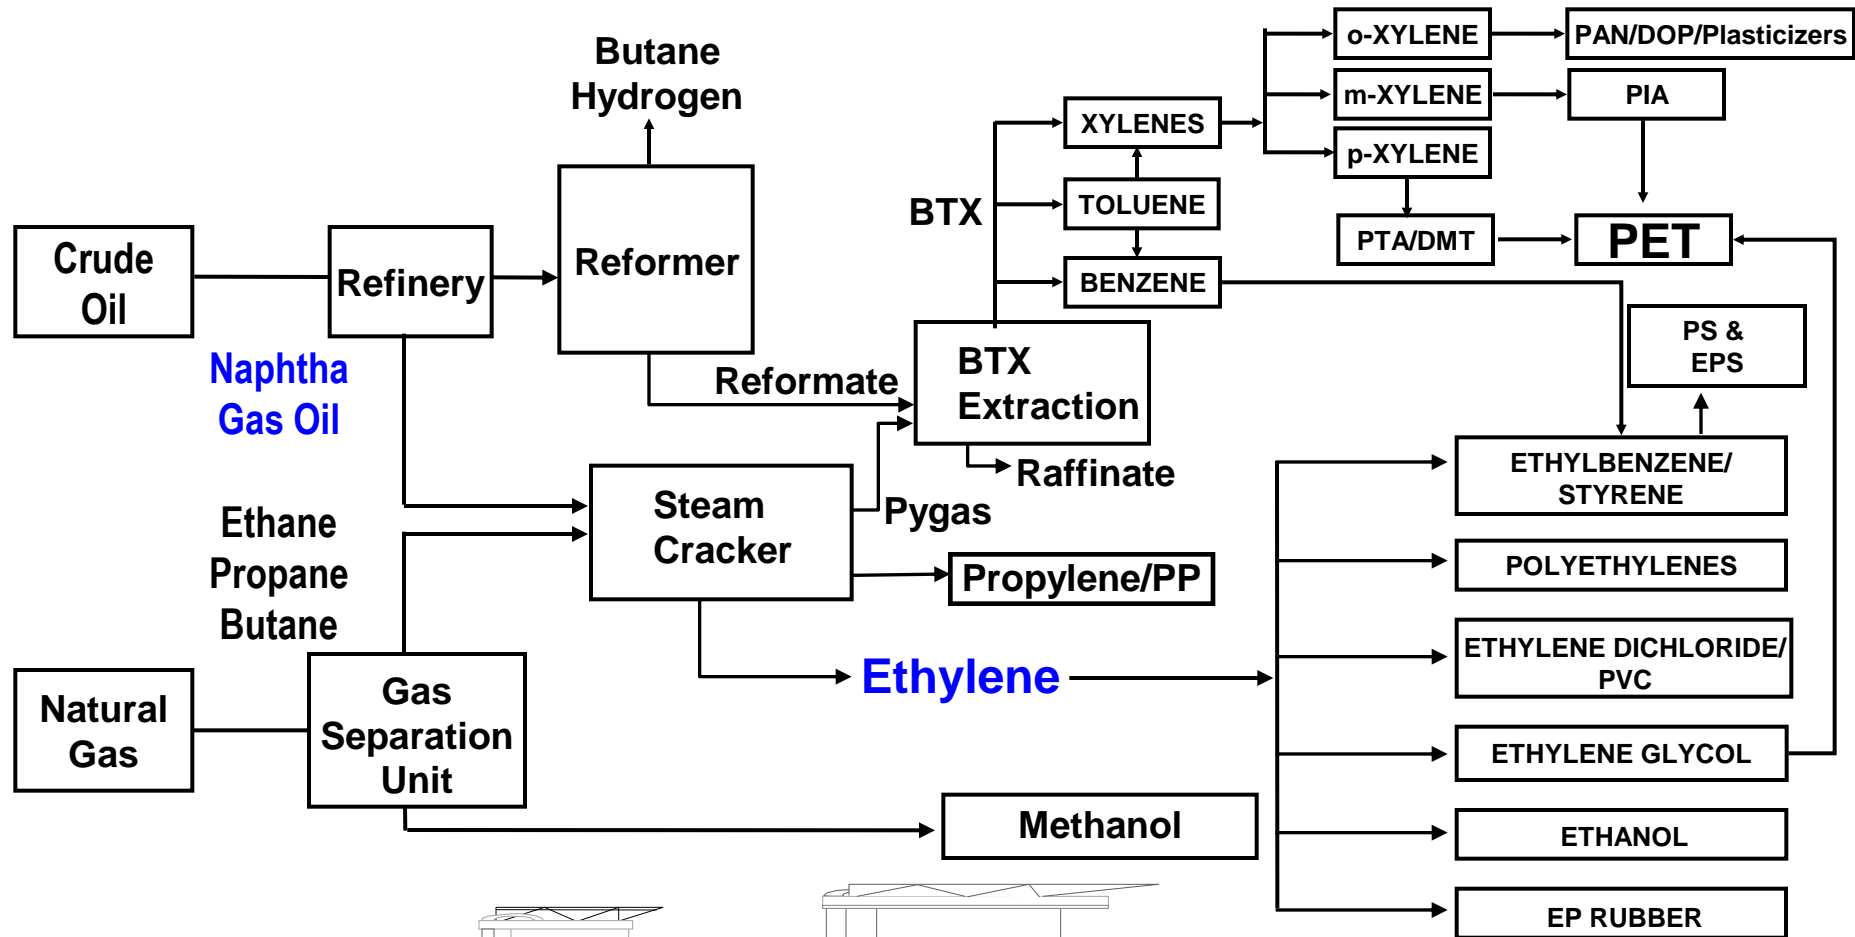 Butane
Hydrogen
o-XYLENE
PAN/DOP/Plasticizers
m-XYLENE
PIA
XYLENES
p-XYLENE
BTX
TOLUENE
PTA/DMT
PET
Crude
Oil
Refinery
Reformer
BENZENE
Naphtha
Gas Oil
Reformate
BTX
Extraction
PS &
EPS
Raffinate
ETHYLBENZENE/
STYRENE
Ethane
Propane
Butane
Steam
Cracker
Pygas
Propylene/PP
POLYETHYLENES
Ethylene
ETHYLENE DICHLORIDE/
PVC
Natural
Gas
Gas
Separation
Unit
ETHYLENE GLYCOL
Methanol
ETHANOL
EP RUBBER